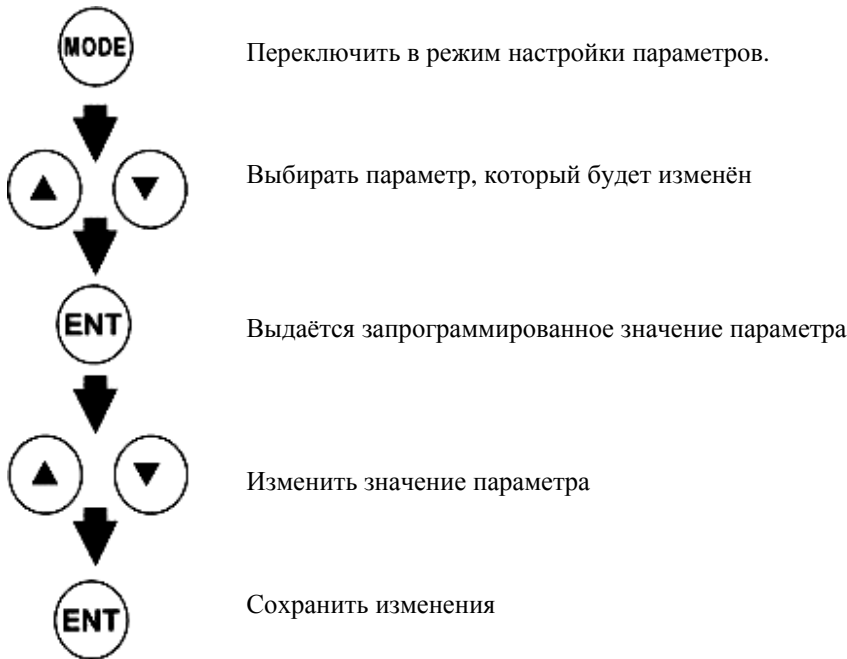 MODE
Переключить в режим настройки параметров.
▲ ▼
Выбирать параметр, который будет изменён
ENT
Выдаётся запрограммированное значение параметра
▲ ▼
Изменить значение параметра
ENT
Сохранить изменения